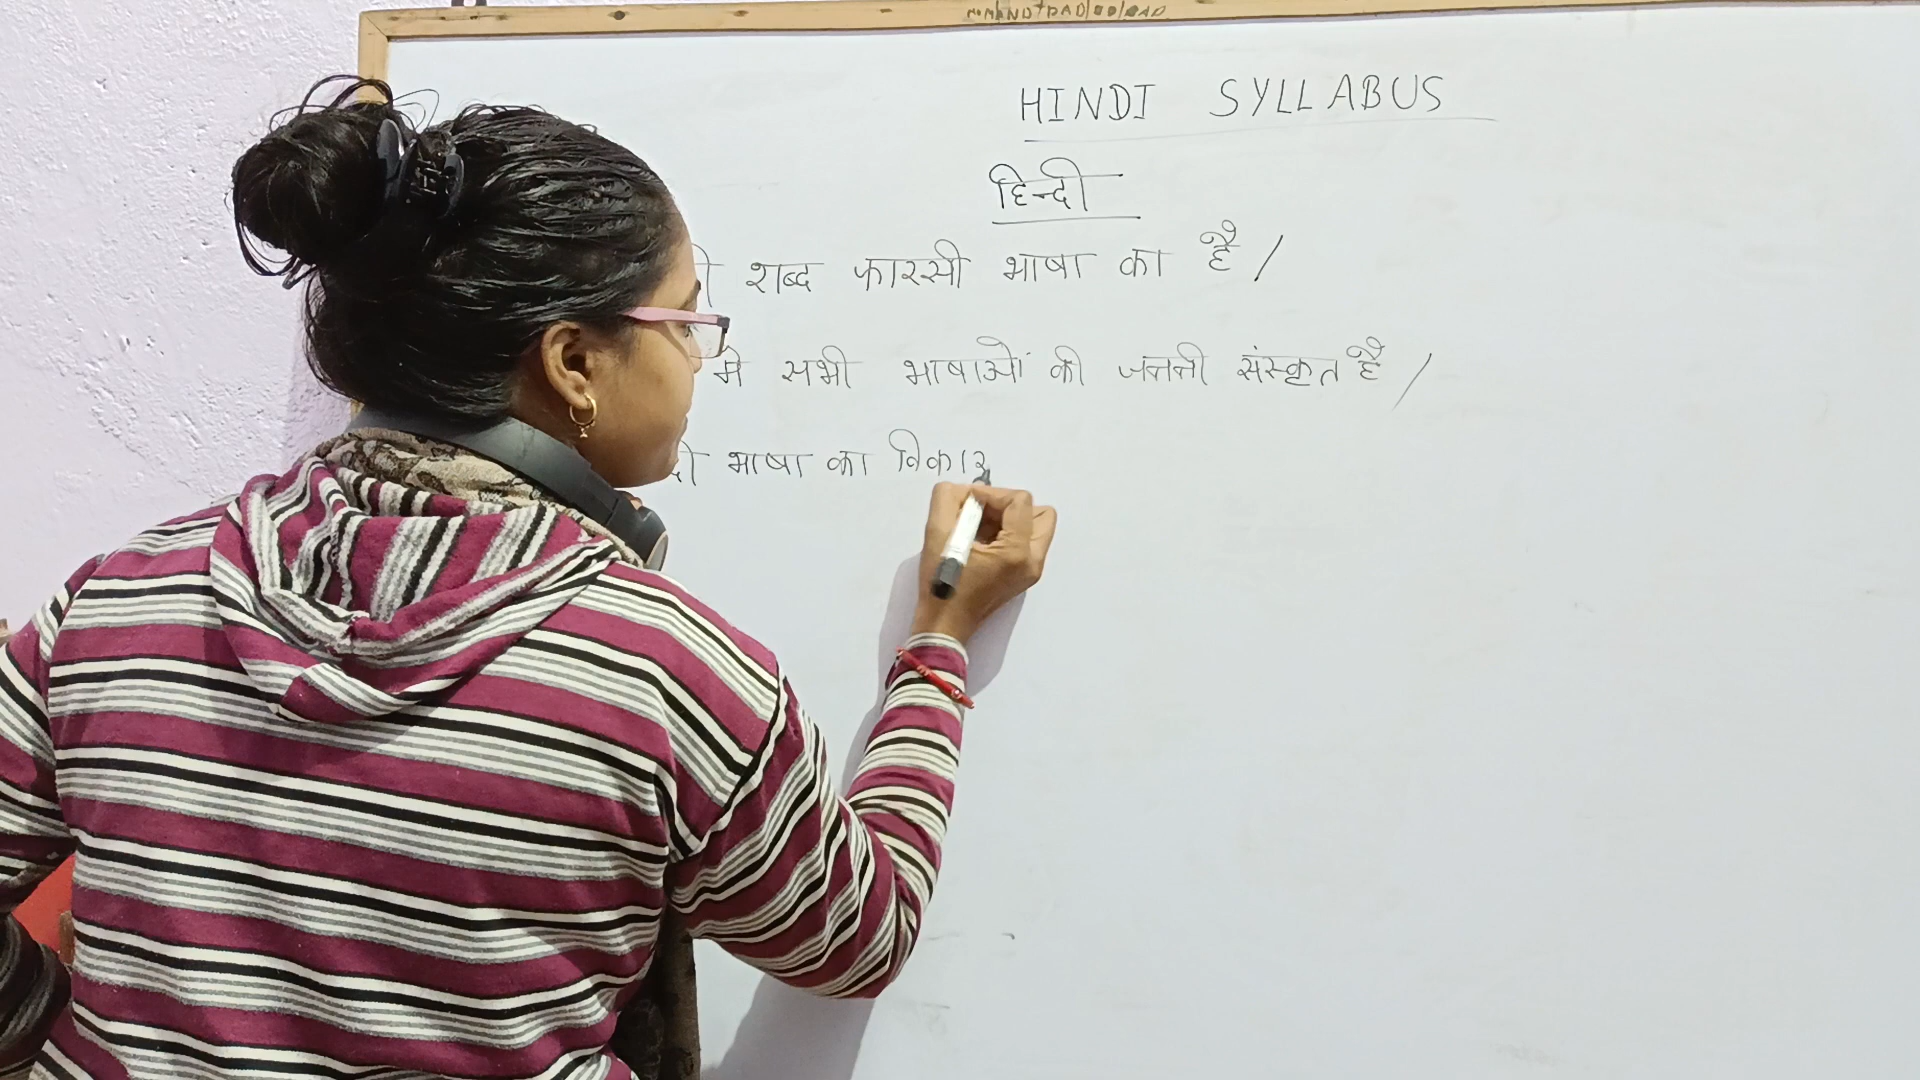 HINDI SYLLABUS
हिन्दी
शब्द फारसी भाषा का है /
मे सभी भाषाओं की जननी संस्कृत है /
भाषा का विकार